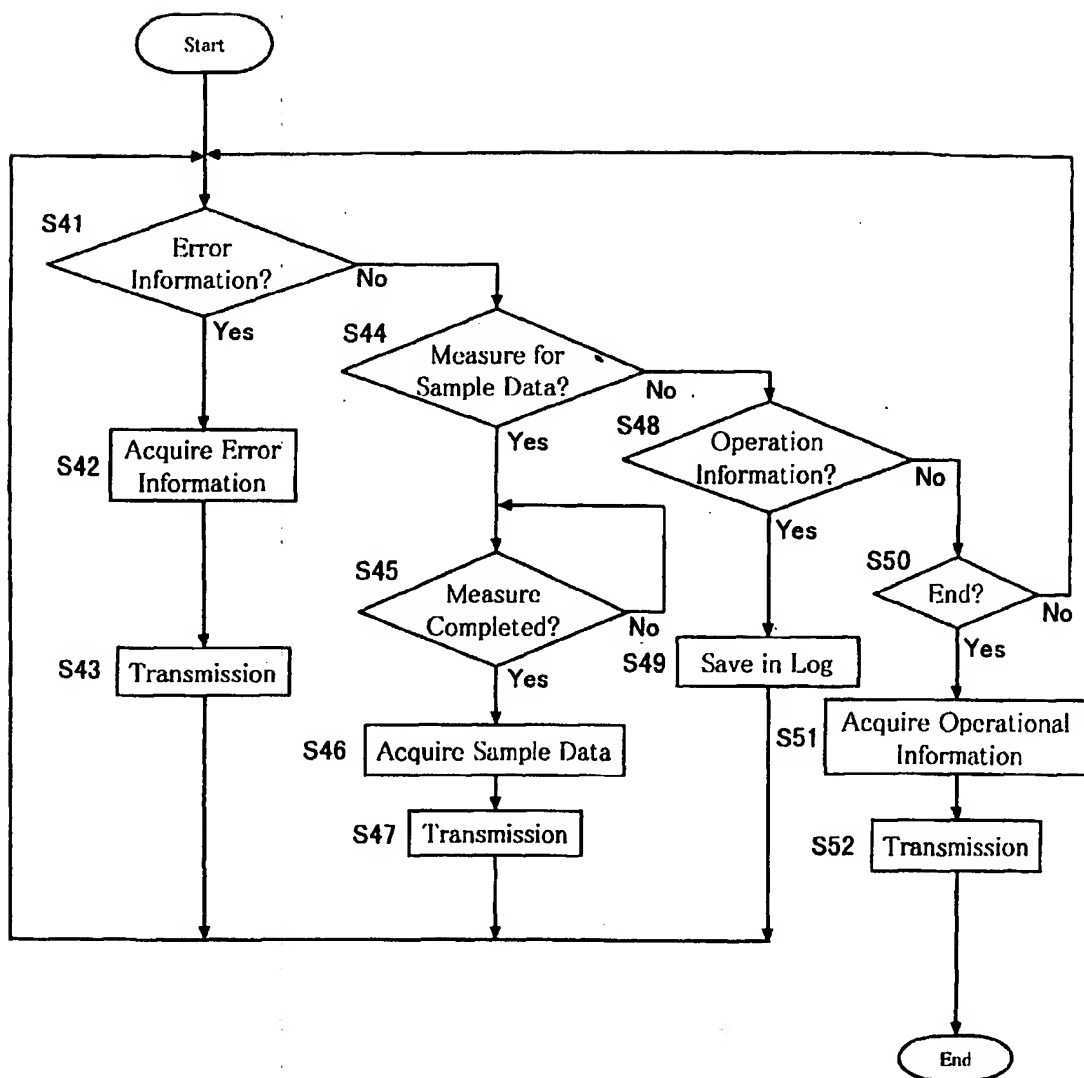 Start
S41
Error
Information?
No
Yes
S44
Measure for
Sample Data?
No
Yes
S42
Acquire Error
Information
S48
Operation
Information?
No
Yes
S45
Measure
Completed?
No
Yes
S50
End?
No
Yes
S43
Transmission
S49
Save in Log
S46
Acquire Sample Data
S51
Acquire Operational
Information
S47
Transmission
S52
Transmission
End